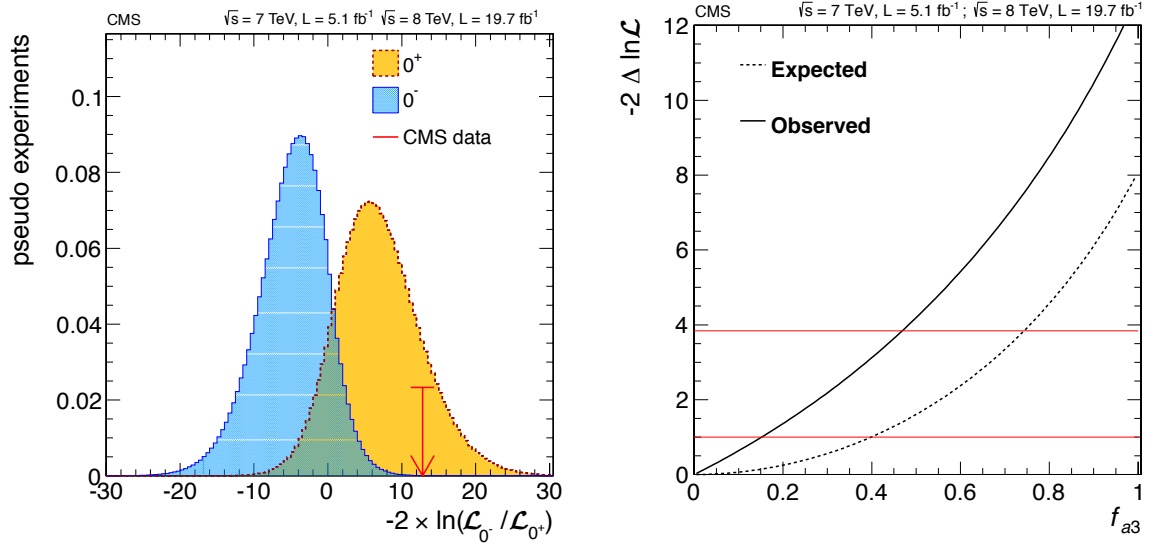 CMS √s = 7 TeV, L = 5.1 fb⁻¹ √s = 8 TeV, L = 19.7 fb⁻¹
pseudo experiments
0⁺
0⁻
CMS data
0.1
0.08
0.06
0.04
0.02
0
-30 -20 -10 0 10 20 30
-2 × ln(ℒ₀⁻ /ℒ₀⁺)
CMS √s = 7 TeV, L = 5.1 fb⁻¹ ; √s = 8 TeV, L = 19.7 fb⁻¹
-2 Δ lnℒ
Expected
Observed
12
10
8
6
4
2
0
0 0.2 0.4 0.6 0.8 1
f_a3